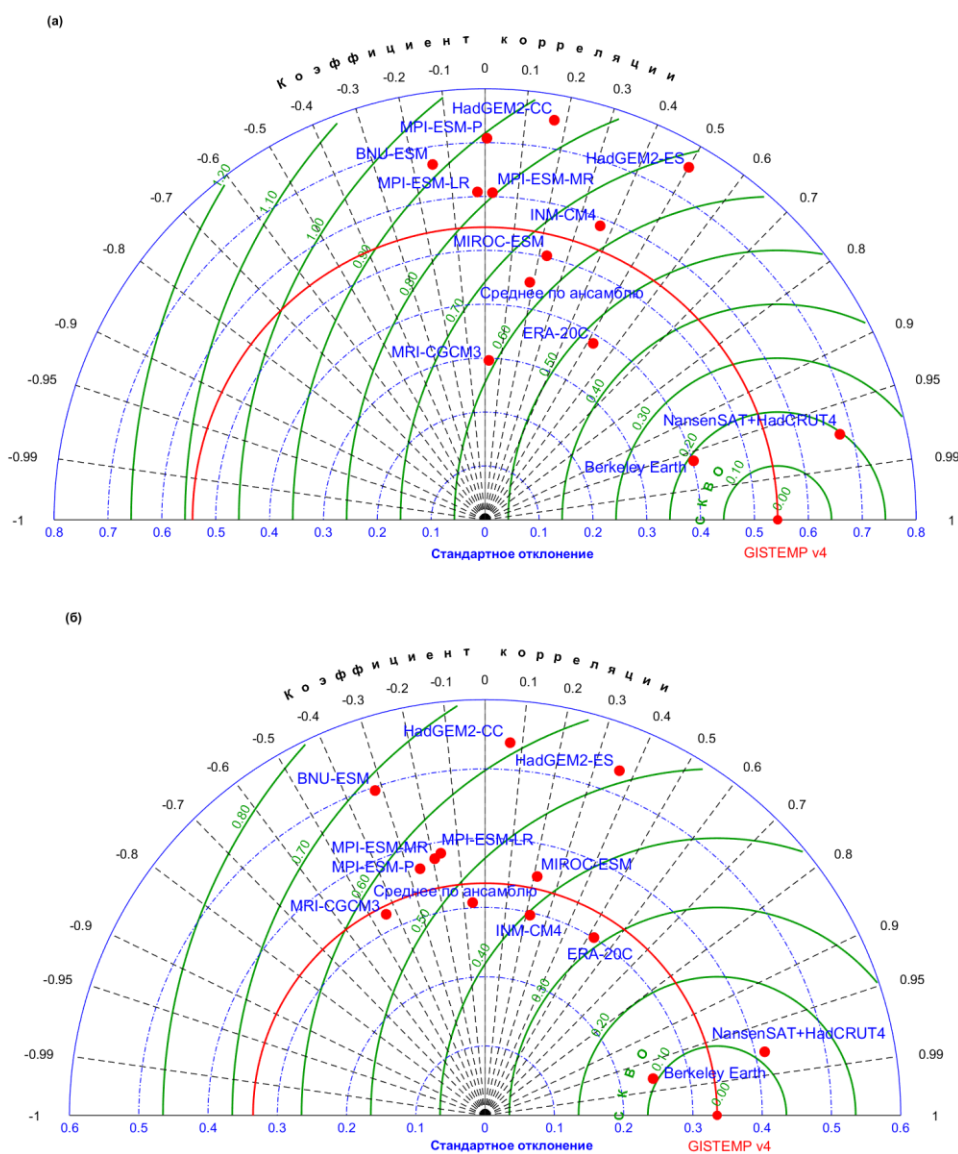 (а)
Коэффициент корреляции
-0.6 -0.5 -0.4 -0.3 -0.2 -0.1 0 0.1 0.2 0.3 0.4 0.5 0.6
HadGEM2-CC
MPI-ESM-P
BNU-ESM
HadGEM2-ES
MPI-ESM-LR
MPI-ESM-MR
-0.7 0.7
1.20 1.10 1.00 0.90 0.80 0.70 0.60 0.50 0.40 0.30 0.20 0.10 0.00
INM-CM4
MIROC-ESM
-0.8 0.8
Среднее по ансамблю
ERA-20C
-0.9 0.9
MRI-CGCM3
-0.95 0.95
NansenSAT+HadCRUT4
-0.99 0.99
Berkeley Earth
СКВО
-1 1
0.8 0.7 0.6 0.5 0.4 0.3 0.2 0.1 0 0.1 0.2 0.3 0.4 0.5 0.6 0.7 0.8
Стандартное отклонение
GISTEMP v4
(б)
Коэффициент корреляции
-0.6 -0.5 -0.4 -0.3 -0.2 -0.1 0 0.1 0.2 0.3 0.4 0.5 0.6
HadGEM2-CC
HadGEM2-ES
BNU-ESM
-0.7 0.7
0.80 0.70 0.60 0.50 0.40 0.30 0.20 0.10 0.00
MPI-ESM-MR
MPI-ESM-LR
MPI-ESM-P
MIROC-ESM
-0.8 0.8
Среднее по ансамблю
MRI-CGCM3
INM-CM4
-0.9 0.9
ERA-20C
-0.95 0.95
NansenSAT+HadCRUT4
-0.99 0.99
Berkeley Earth
СКВО
-1 1
0.6 0.5 0.4 0.3 0.2 0.1 0 0.1 0.2 0.3 0.4 0.5 0.6
Стандартное отклонение
GISTEMP v4